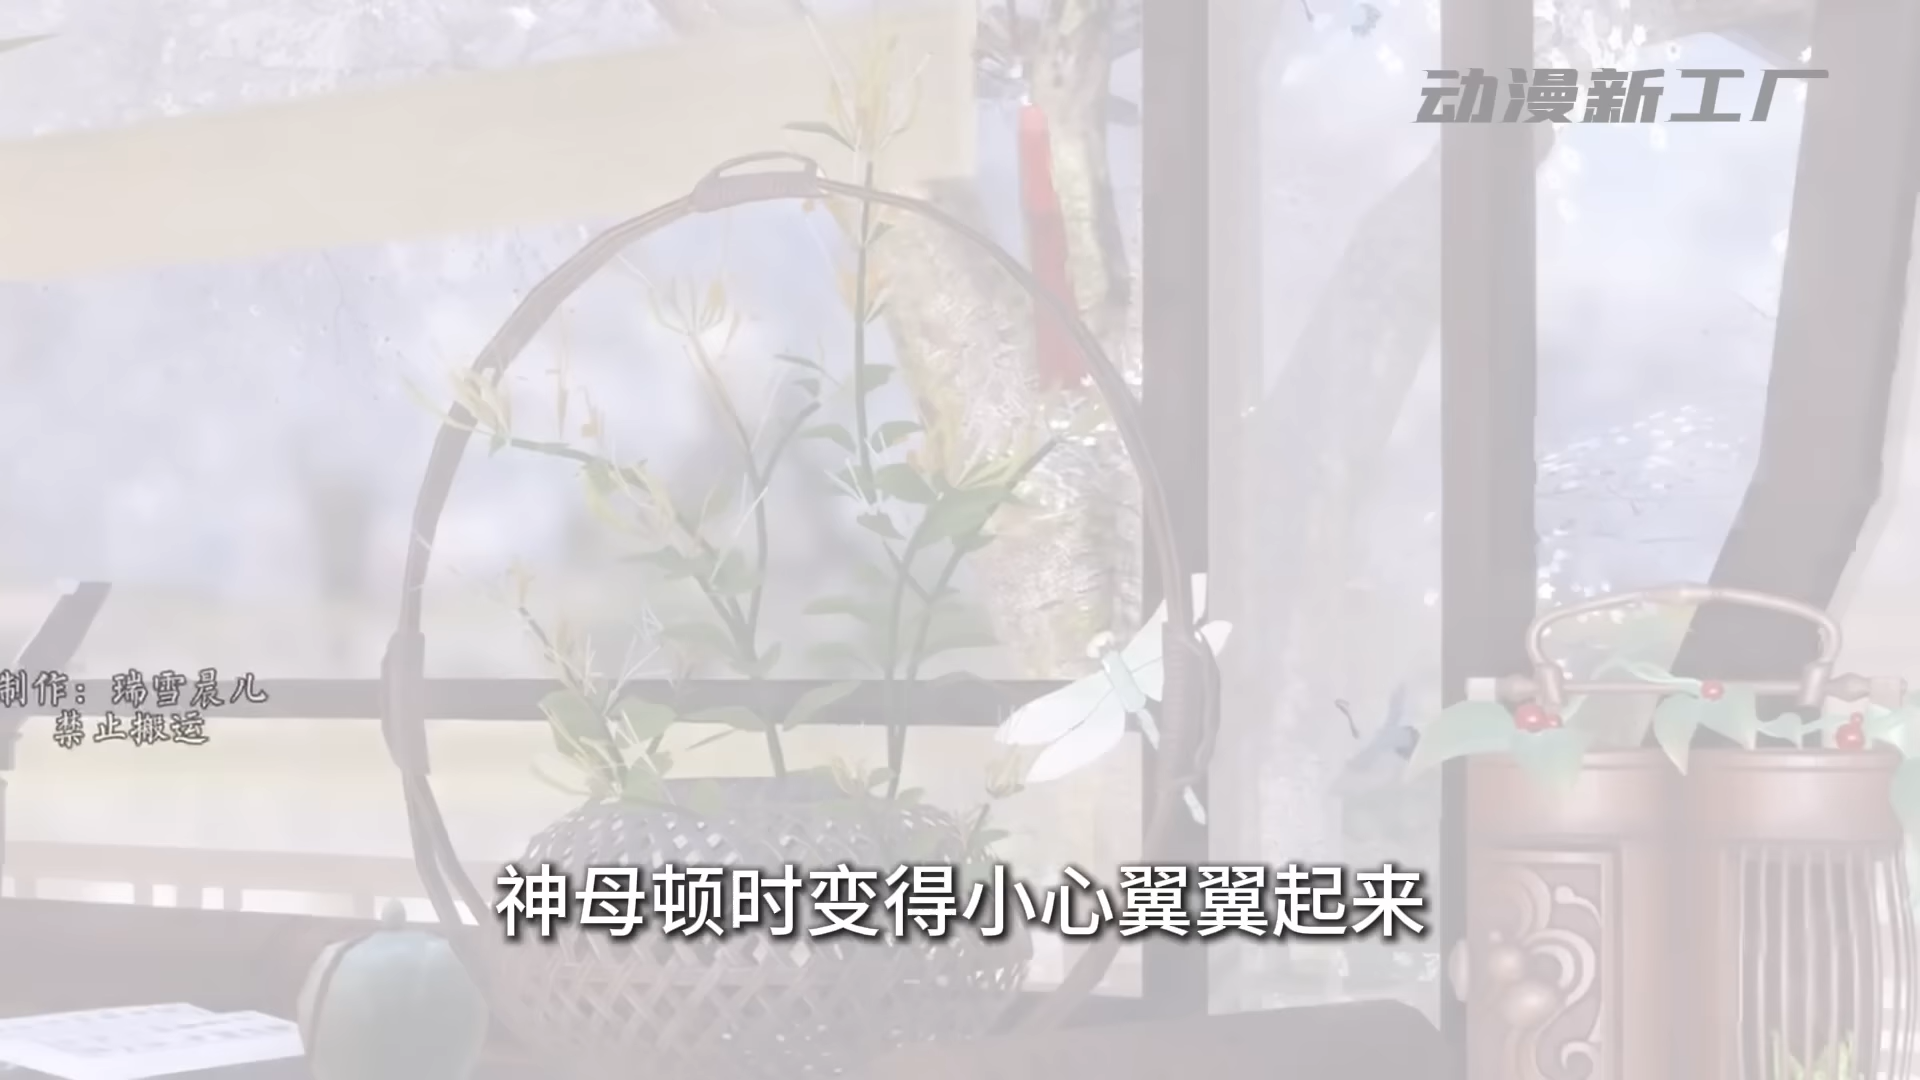 动漫新工厂
制作：瑞雪晨儿
禁止搬运
神母顿时变得小心翼翼起来